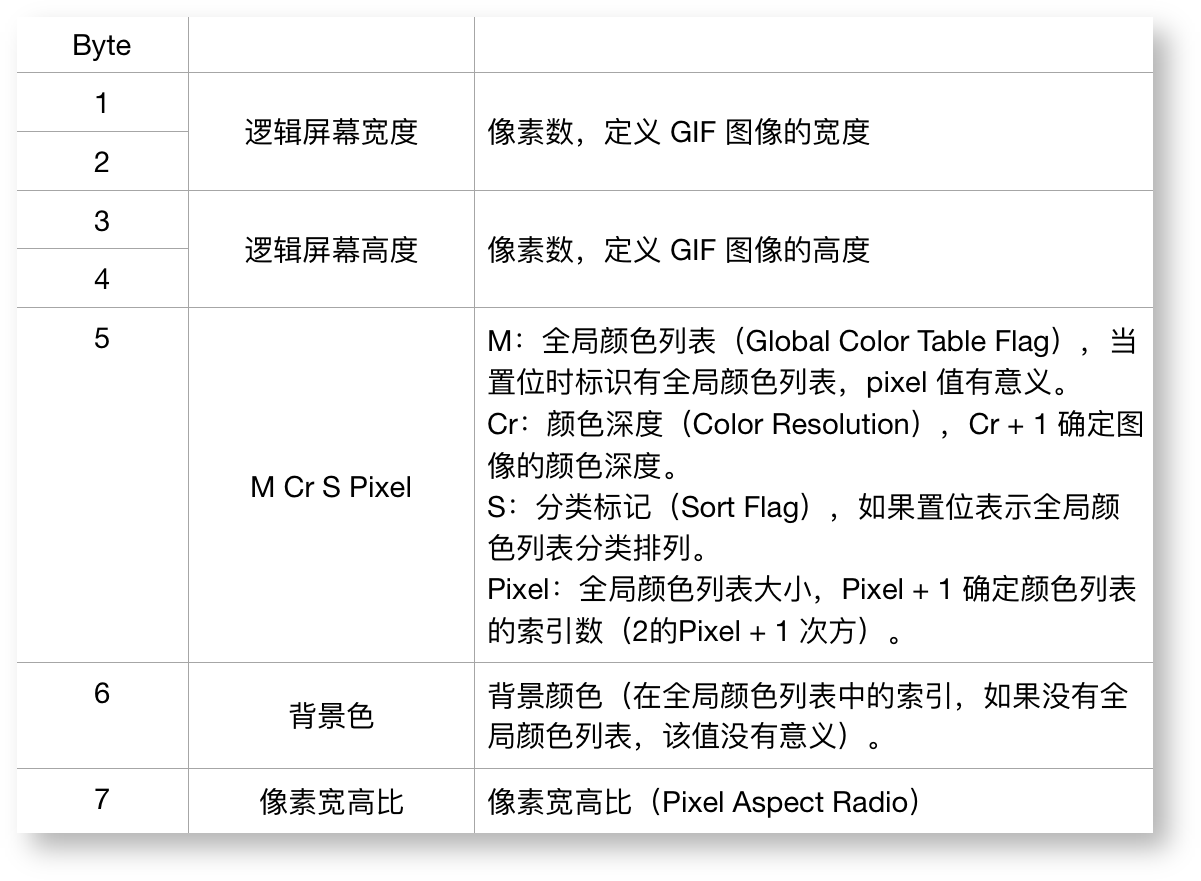 Byte
1
2
逻辑屏幕宽度
像素数，定义 GIF 图像的宽度
3
4
逻辑屏幕高度
像素数，定义 GIF 图像的高度
5
M Cr S Pixel
M：全局颜色列表（Global Color Table Flag），当
置位时标识有全局颜色列表，pixel 值有意义。
Cr：颜色深度（Color Resolution），Cr + 1 确定图
像的颜色深度。
S：分类标记（Sort Flag），如果置位表示全局颜
色列表分类排列。
Pixel：全局颜色列表大小，Pixel + 1 确定颜色列表
的索引数（2的Pixel + 1 次方）。
6
背景色
背景颜色（在全局颜色列表中的索引，如果没有全
局颜色列表，该值没有意义）。
7
像素宽高比
像素宽高比（Pixel Aspect Radio）